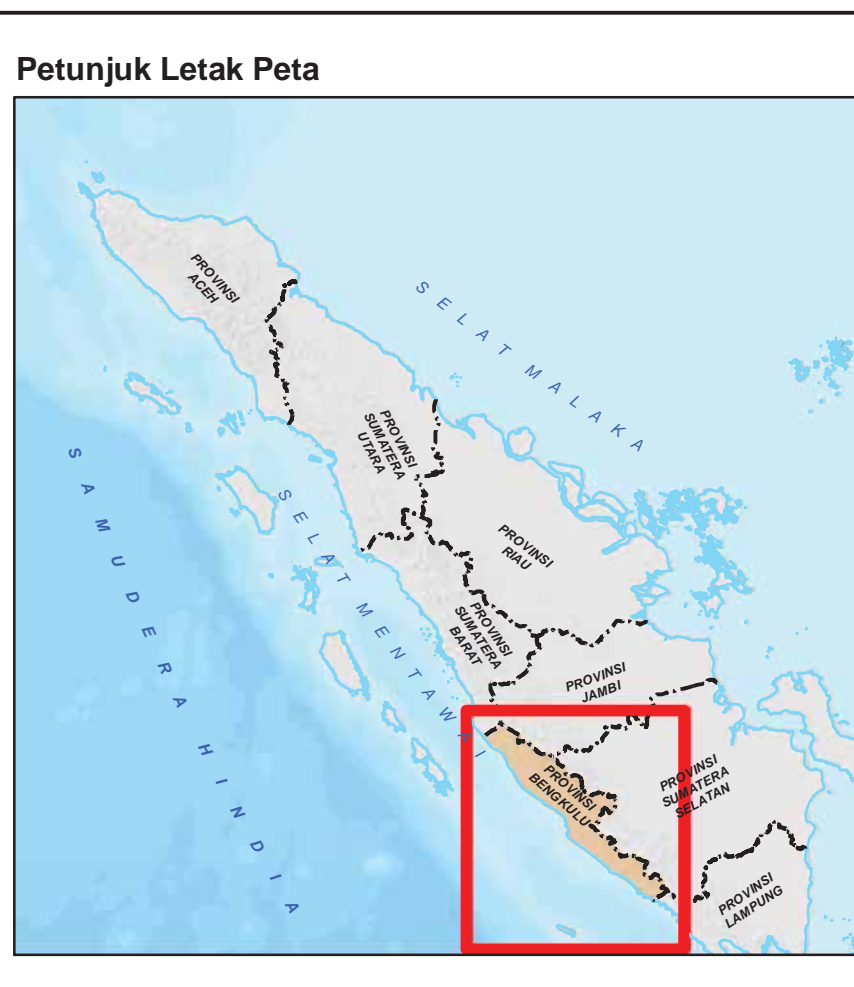 Petunjuk Letak Peta
PROVINSI
ACEH
SELAT MALAKA
PROVINSI
SUMATERA
UTARA
SAMUDERA HINDIA
SELAT MENTAWAI
PROVINSI
RIAU
PROVINSI
SUMATERA
BARAT
PROVINSI
JAMBI
PROVINSI
BENGKULU
PROVINSI
SUMATERA
SELATAN
PROVINSI
LAMPUNG